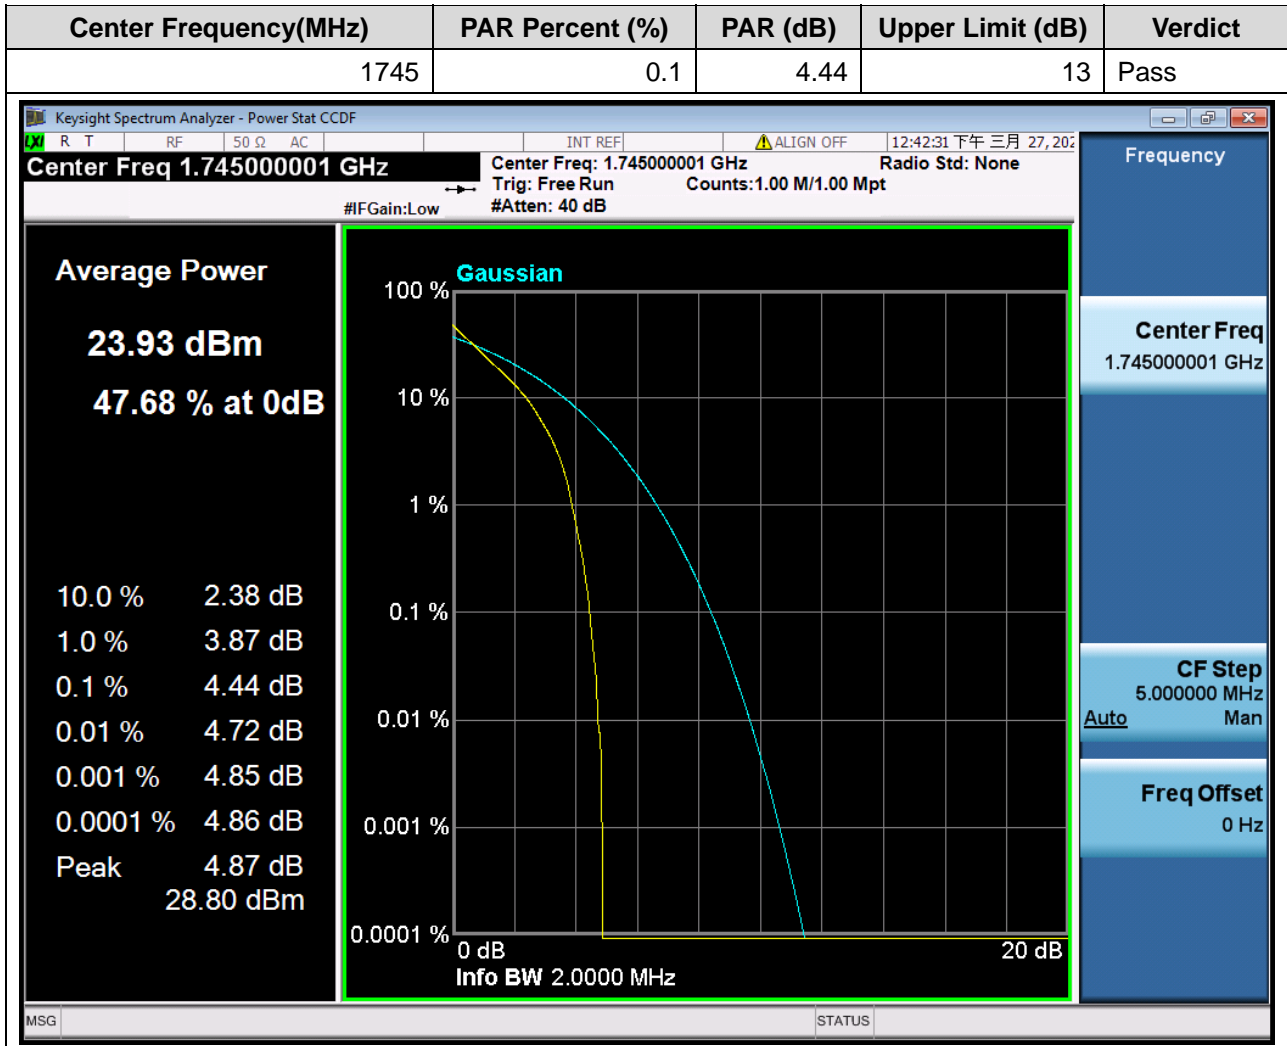 Center Frequency(MHz) PAR Percent (%) PAR (dB) Upper Limit (dB) Verdict
1745 0.1 4.44 13 Pass
Keysight Spectrum Analyzer - Power Stat CCDF
LXI R T RF 50 Ω AC INT REF ALIGN OFF 12:42:31 下午 三月 27, 202
Center Freq 1.745000001 GHz
Center Freq: 1.745000001 GHz Radio Std: None
Trig: Free Run Counts:1.00 M/1.00 Mpt
#IFGain:Low #Atten: 40 dB
Average Power
23.93 dBm
47.68 % at 0dB
10.0 % 2.38 dB
1.0 % 3.87 dB
0.1 % 4.44 dB
0.01 % 4.72 dB
0.001 % 4.85 dB
0.0001 % 4.86 dB
Peak 4.87 dB
28.80 dBm
Gaussian
100 %
10 %
1 %
0.1 %
0.01 %
0.001 %
0.0001 %
0 dB 20 dB
Info BW 2.0000 MHz
Frequency
Center Freq
1.745000001 GHz
CF Step
5.000000 MHz
Auto Man
Freq Offset
0 Hz
MSG STATUS